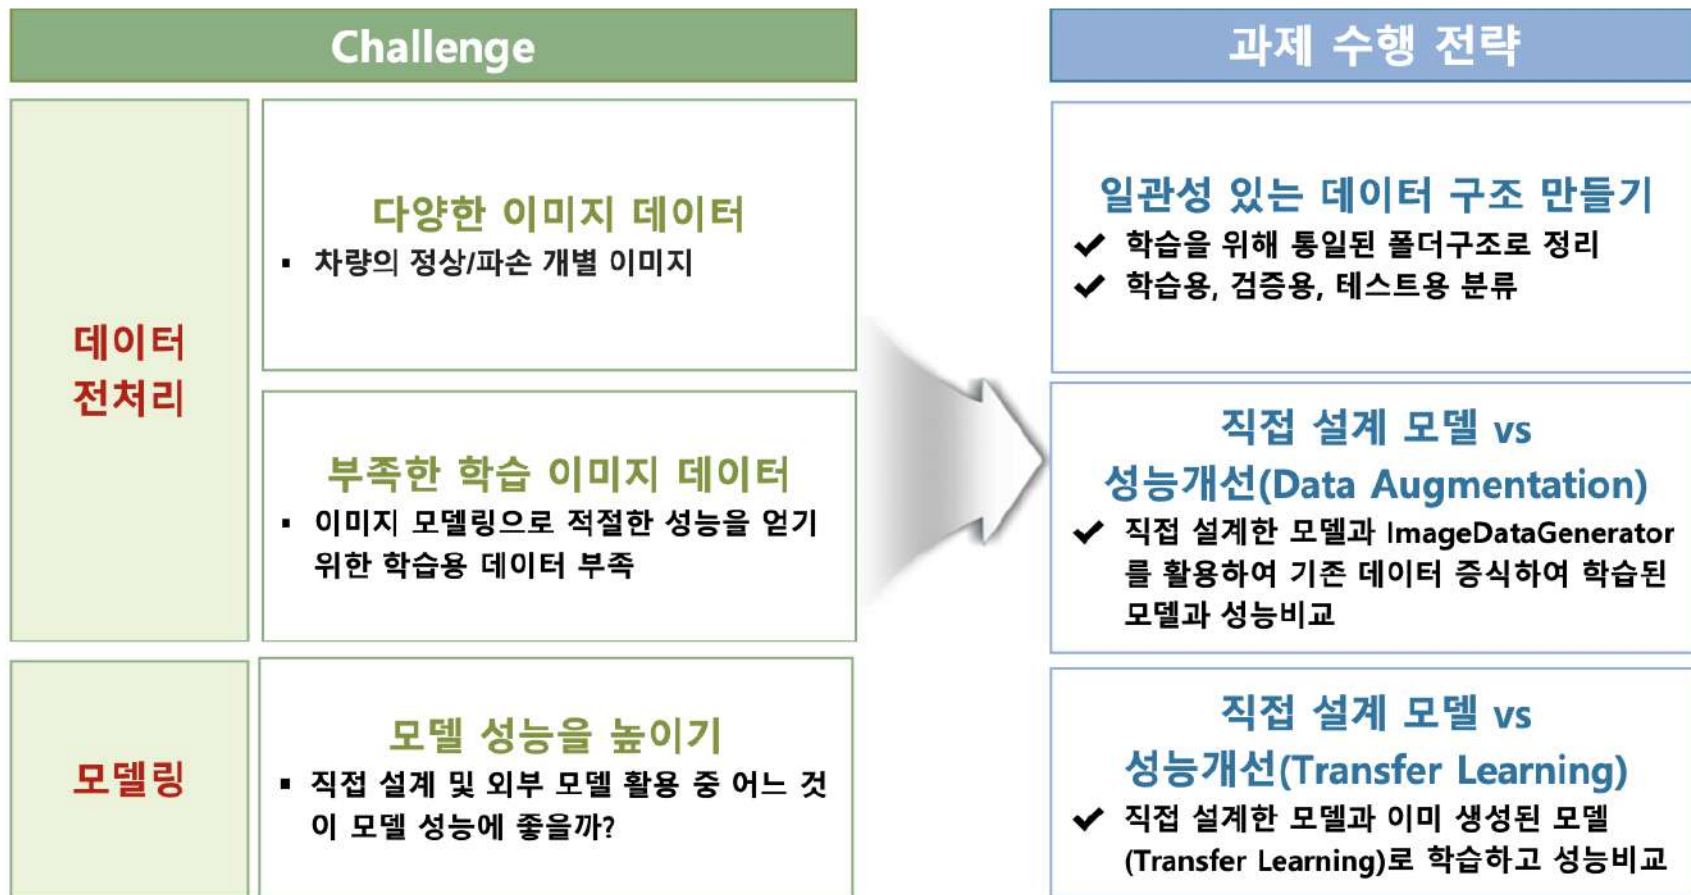 Challenge
과제 수행 전략
데이터
전처리
다양한 이미지 데이터
▪ 차량의 정상/파손 개별 이미지
일관성 있는 데이터 구조 만들기
✔ 학습을 위해 통일된 폴더구조로 정리
✔ 학습용, 검증용, 테스트용 분류
부족한 학습 이미지 데이터
▪ 이미지 모델링으로 적절한 성능을 얻기
위한 학습용 데이터 부족
직접 설계 모델 vs
성능개선(Data Augmentation)
✔ 직접 설계한 모델과 ImageDataGenerator
를 활용하여 기존 데이터 증식하여 학습된
모델과 성능비교
모델링
모델 성능을 높이기
▪ 직접 설계 및 외부 모델 활용 중 어느 것
이 모델 성능에 좋을까?
직접 설계 모델 vs
성능개선(Transfer Learning)
✔ 직접 설계한 모델과 이미 생성된 모델
(Transfer Learning)로 학습하고 성능비교